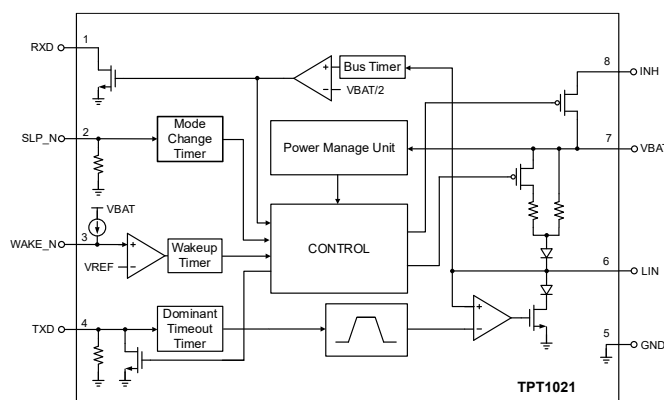 RXD
1
Bus Timer
VBAT/2
8
INH
SLP_N
2
Mode
Change
Timer
Power Manage Unit
7
VBAT
VBAT
WAKE_N
3
VREF
Wakeup
Timer
CONTROL
6
LIN
TXD
4
Dominant
Timeout
Timer
5
GND
TPT1021